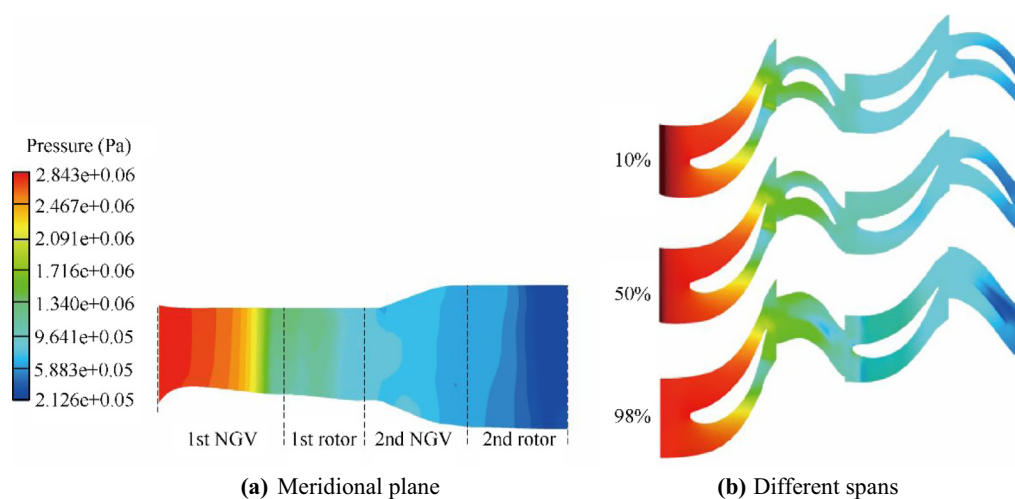 Pressure (Pa)
2.843e+0.06
2.467e+0.06
2.091e+0.06
1.716e+0.06
1.340e+0.06
9.641e+0.05
5.883e+0.05
2.126e+0.05
1st NGV
1st rotor
2nd NGV
2nd rotor
(a) Meridional plane
10%
50%
98%
(b) Different spans